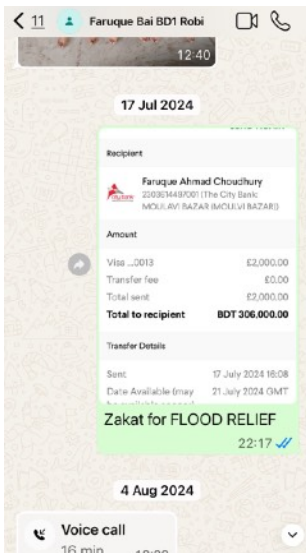 11
Faruque Bai BD1 Robi
12:40
17 Jul 2024
Recipient
Faruque Ahmad Choudhury
(The City Bank:
MOULAVI BAZAR (MOULVI BAZAR))
Amount
Visa ...0013 £2,000.00
Transfer fee £0.00
Total sent £2,000.00
Total to recipient BDT 306,000.00
Transfer Details
Sent 17 July 2024 16:08
Date Available (may 21 July 2024 GMT
Zakat for FLOOD RELIEF
22:17
4 Aug 2024
Voice call
16 min